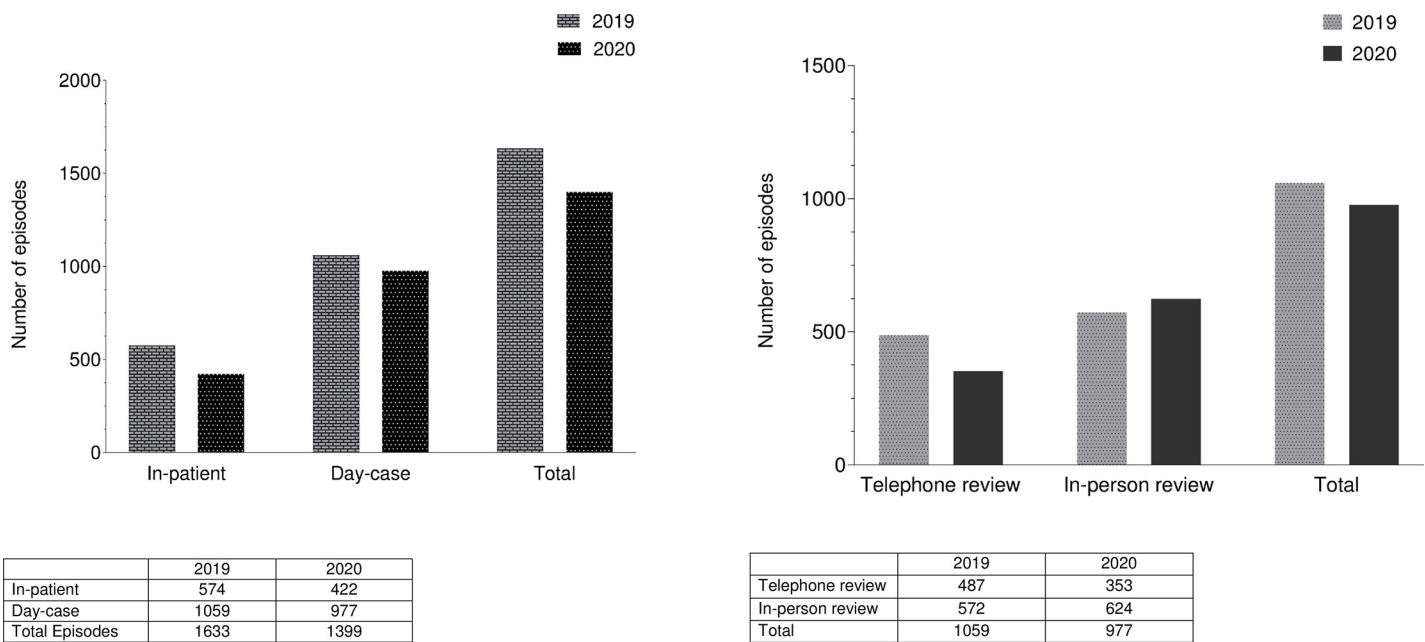 2019
2020
2000
1500
1000
500
0
Number of episodes
In-patient
Day-case
Total
2019 2020
In-patient 574 422
Day-case 1059 977
Total Episodes 1633 1399
2019
2020
1500
1000
500
0
Number of episodes
Telephone review
In-person review
Total
2019 2020
Telephone review 487 353
In-person review 572 624
Total 1059 977